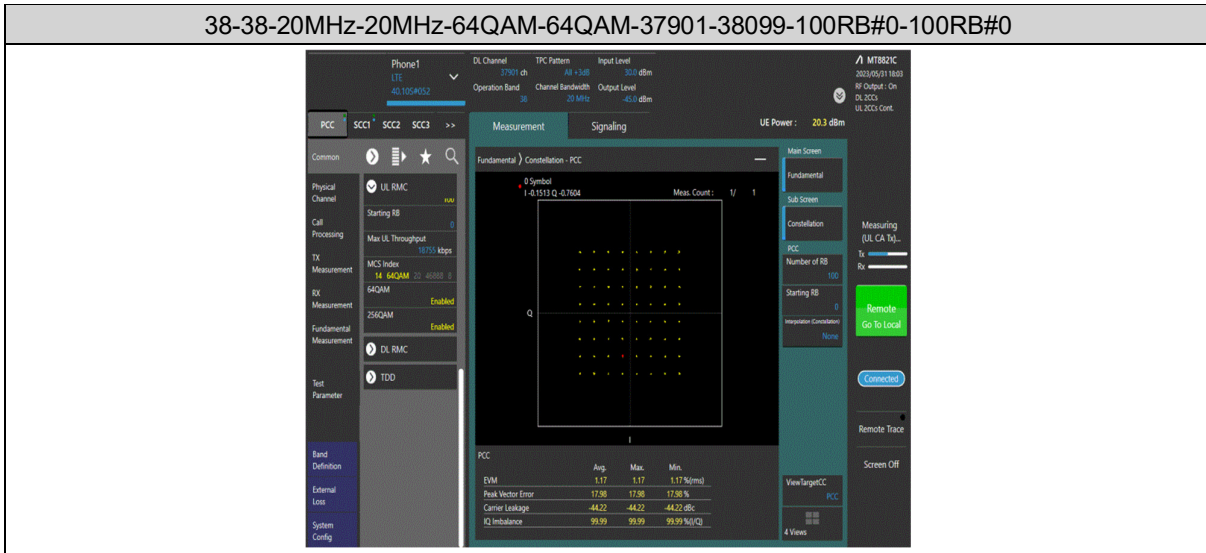 38-38-20MHz-20MHz-64QAM-64QAM-37901-38099-100RB#0-100RB#0
Phone1
LTE
40.10S#052
DL Channel TPC Pattern Input Level
37901 ch All +3dB 30.0 dBm
Operation Band Channel Bandwidth Output Level
38 20 MHz -45.0 dBm
MT8821C
2023/05/31 18:03
RF Output : On
DL 2CCs
UL 2CCs Cont.
PCC SCC1 SCC2 SCC3 >>
Measurement Signaling
UE Power : 20.3 dBm
Common
Physical
Channel
Call
Processing
TX
Measurement
RX
Measurement
Fundamental
Measurement
Test
Parameter
Band
Definition
External
Loss
System
Config
UL RMC
100
Starting RB
0
Max UL Throughput
18755 kbps
MCS Index
14 64QAM 20 46888 8
64QAM
Enabled
256QAM
Enabled
DL RMC
TDD
Fundamental Constellation - PCC
0 Symbol
I -0.1513 Q -0.7604 Meas. Count : 1/ 1
Q
I
PCC
Avg. Max. Min.
EVM 1.17 1.17 1.17 %(rms)
Peak Vector Error 17.98 17.98 17.98 %
Carrier Leakage -44.22 -44.22 -44.22 dBc
IQ Imbalance 99.99 99.99 99.99 %(I/Q)
Main Screen
Fundamental
Sub Screen
Constellation
PCC
Number of RB
100
Starting RB
0
Interpolation (Constellation)
None
ViewTargetCC
PCC
4 Views
Measuring
(UL CA Tx)...
Tx
Rx
Remote
Go To Local
Connected
Remote Trace
Screen Off